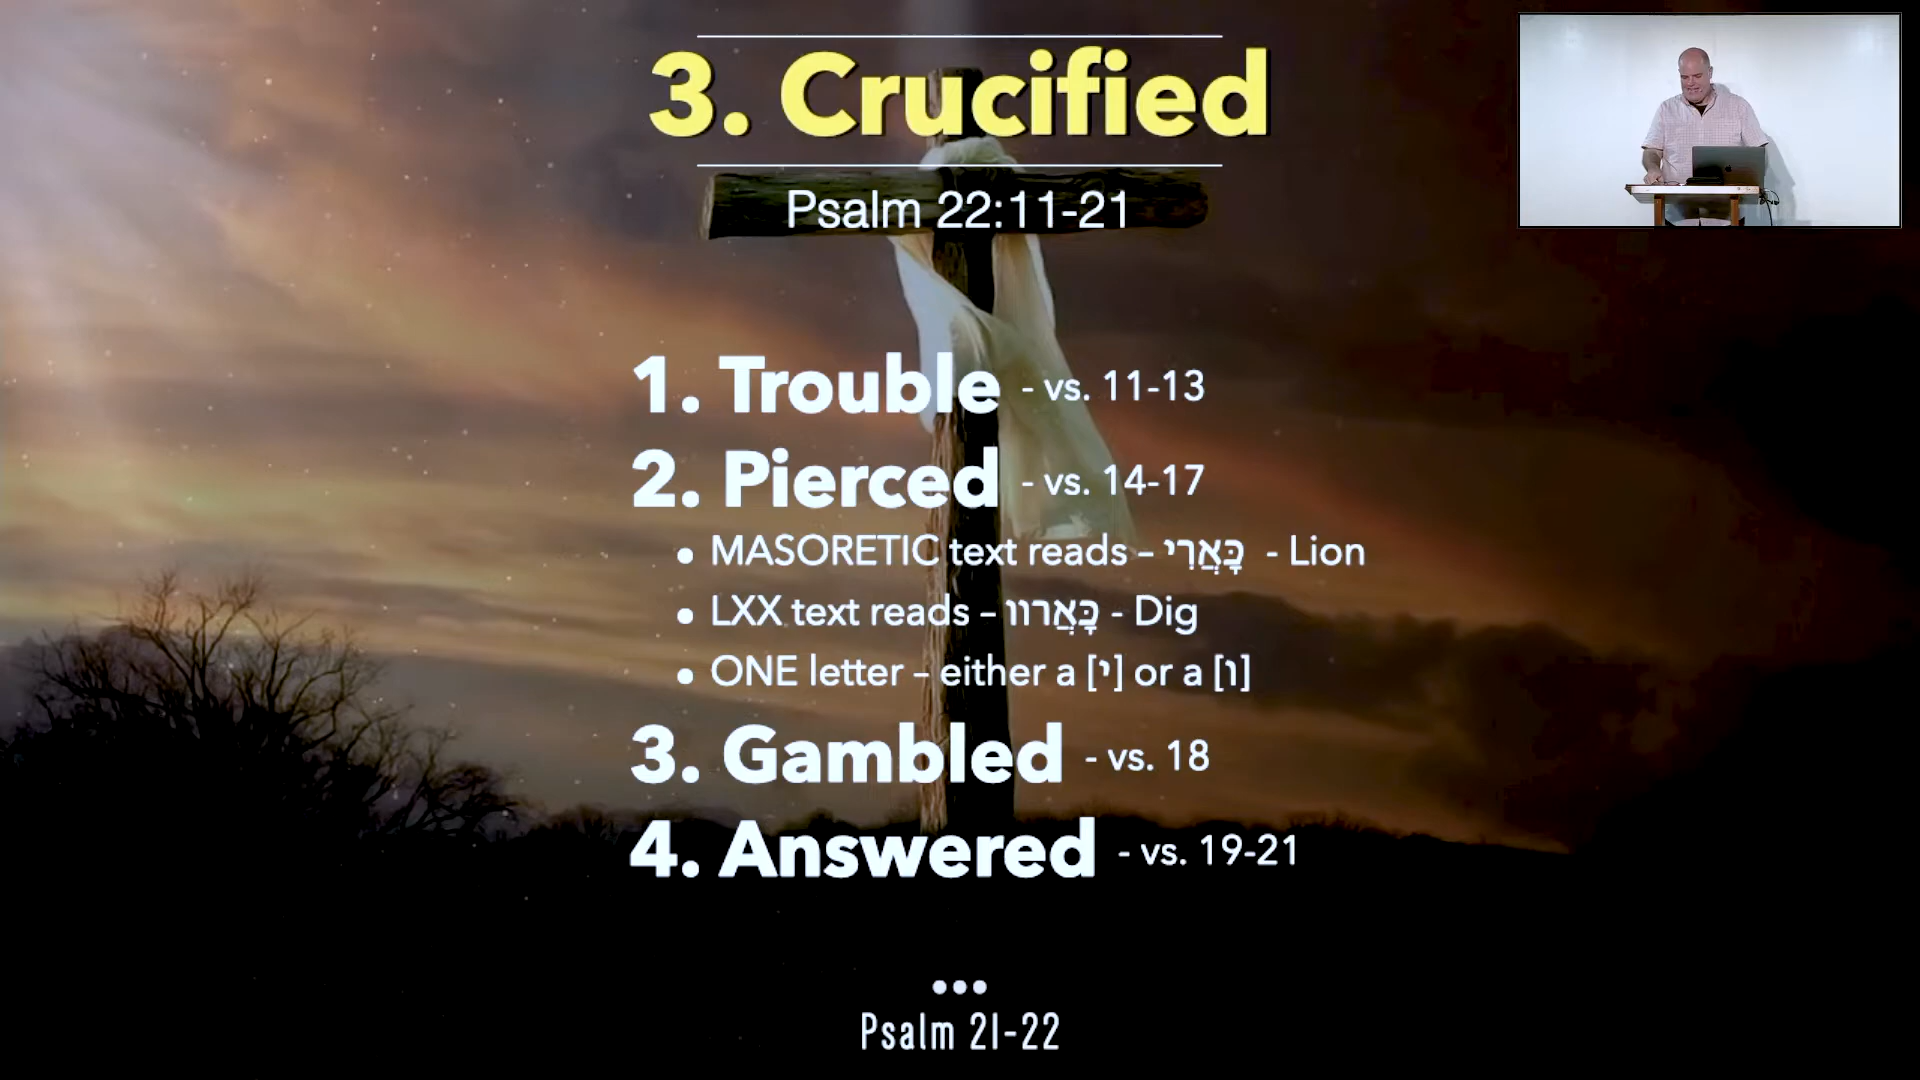 3. Crucified
Psalm 22:11-21
1. Trouble - vs. 11-13
2. Pierced - vs. 14-17
• MASORETIC text reads – כָּאֲרִי - Lion
• LXX text reads – כָּאֲרוו - Dig
• ONE letter – either a [י] or a [ו]
3. Gambled - vs. 18
4. Answered - vs. 19-21
•••
Psalm 21-22